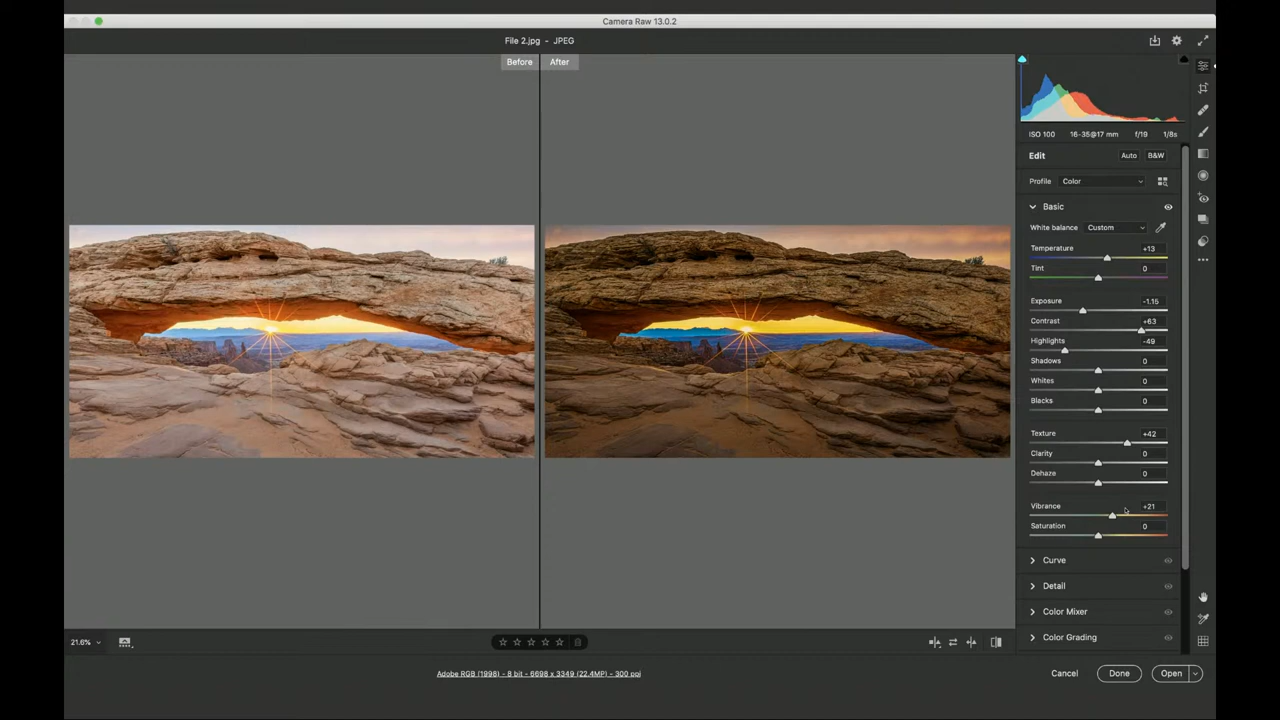 Camera Raw 13.0.2
File 2.jpg - JPEG
Before After
ISO 100 16-35@17 mm f/19 1/8s
Edit Auto B&W
Profile Color
Basic
White balance Custom
Temperature +13
Tint 0
Exposure -1.15
Contrast +63
Highlights -49
Shadows 0
Whites 0
Blacks 0
Texture +42
Clarity 0
Dehaze 0
Vibrance +21
Saturation 0
Curve
Detail
Color Mixer
Color Grading
21.6%
Adobe RGB (1998) - 8 bit - 6698 x 3349 (22.4MP) - 300 ppi
Cancel Done Open